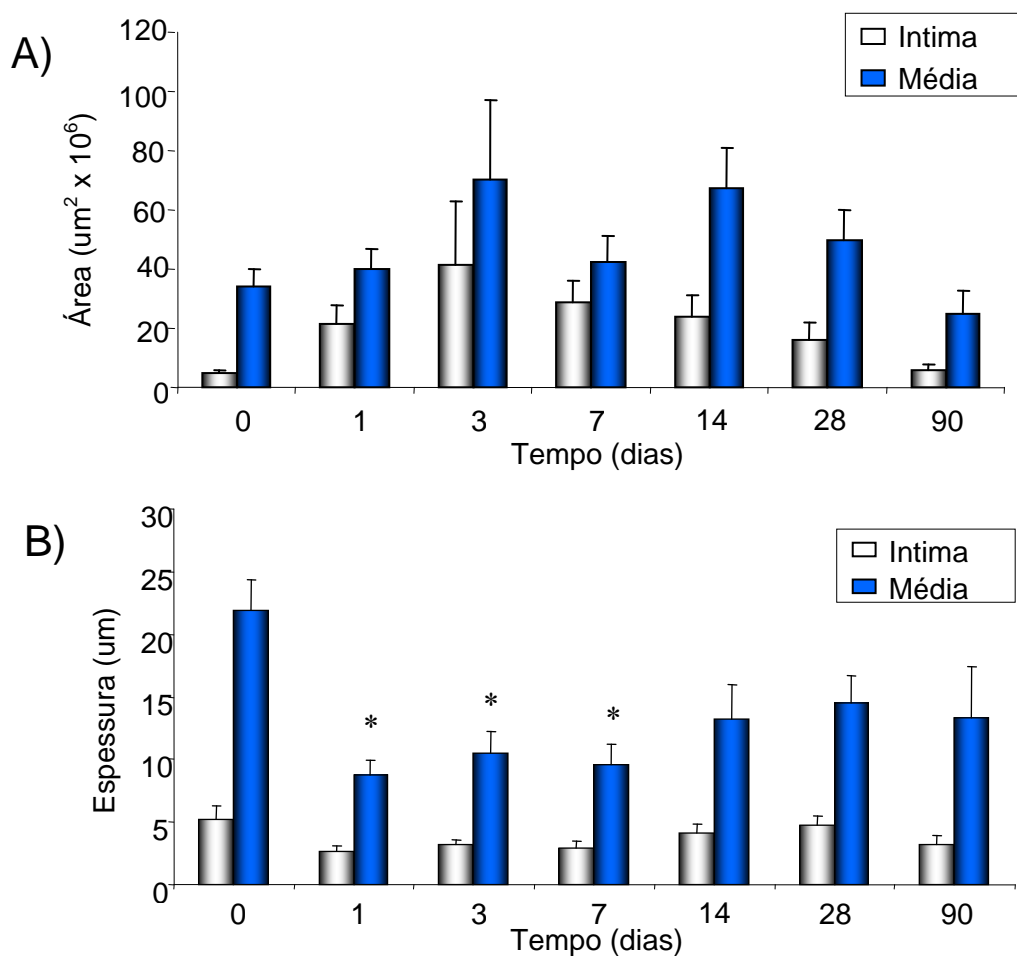 A)
Intima
Média
Área (um² x 10⁶)
120
100
80
60
40
20
0
0 1 3 7 14 28 90
Tempo (dias)
B)
Intima
Média
Espessura (um)
30
25
20
15
10
5
0
* * *
0 1 3 7 14 28 90
Tempo (dias)